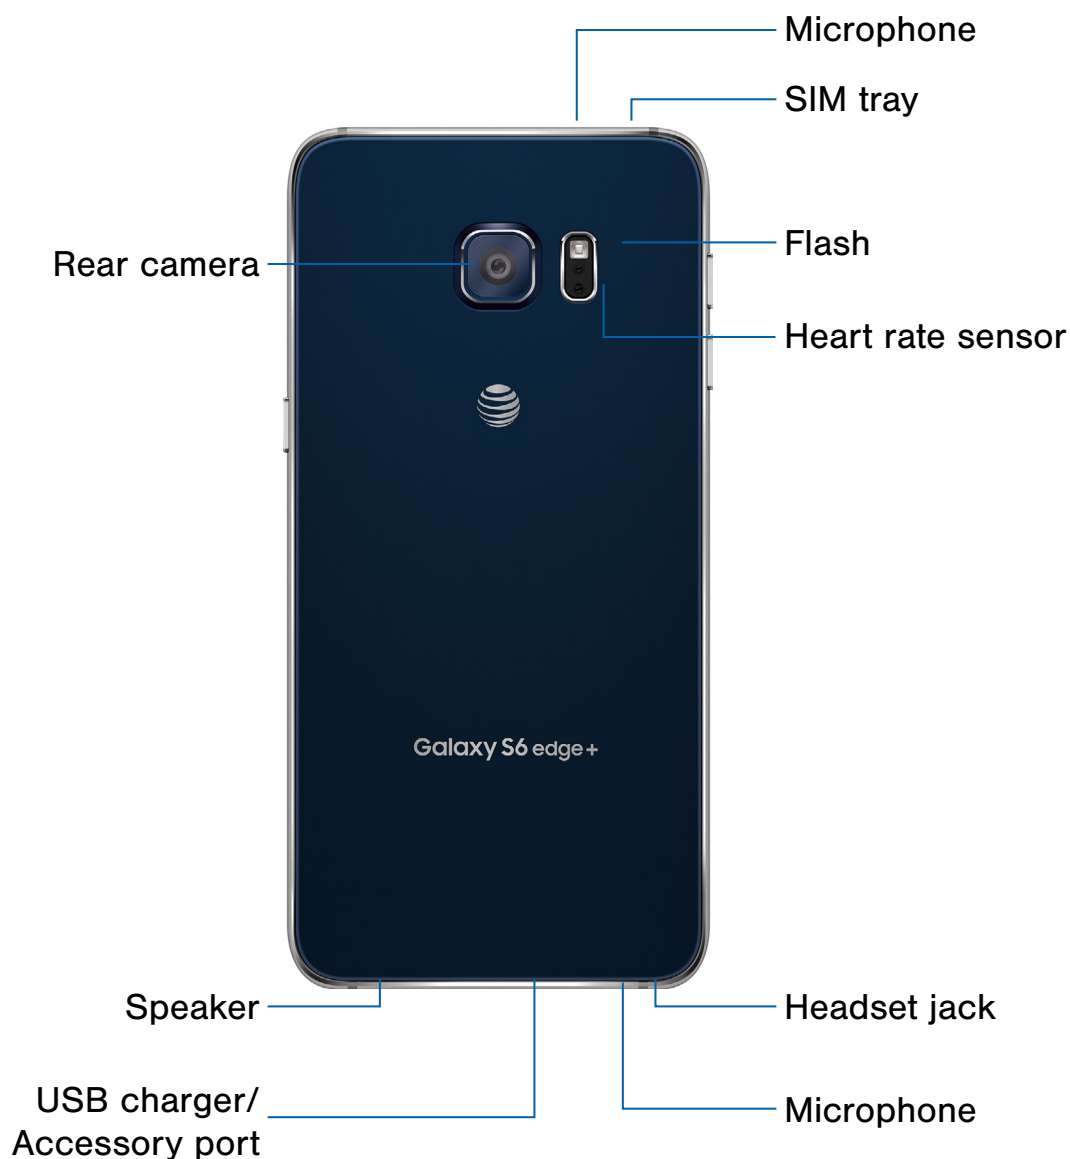 Microphone
SIM tray
Flash
Rear camera
Heart rate sensor
Galaxy S6 edge+
Speaker
Headset jack
USB charger/
Accessory port
Microphone